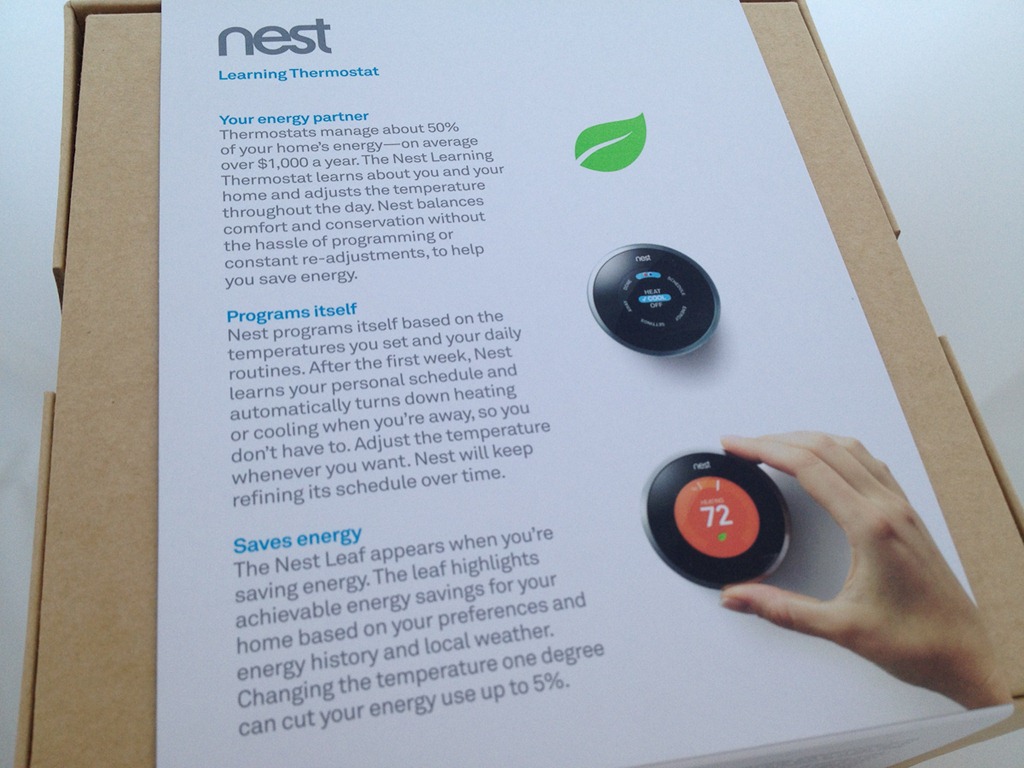 nest
Learning Thermostat
Your energy partner
Thermostats manage about 50%
of your home's energy—on average
over $1,000 a year. The Nest Learning
Thermostat learns about you and your
home and adjusts the temperature
throughout the day. Nest balances
comfort and conservation without
the hassle of programming or
constant re-adjustments, to help
you save energy.
Programs itself
Nest programs itself based on the
temperatures you set and your daily
routines. After the first week, Nest
learns your personal schedule and
automatically turns down heating
or cooling when you're away, so you
don't have to. Adjust the temperature
whenever you want. Nest will keep
refining its schedule over time.
Saves energy
The Nest Leaf appears when you're
saving energy. The leaf highlights
achievable energy savings for your
home based on your preferences and
energy history and local weather.
Changing the temperature one degree
can cut your energy use up to 5%.
nest
SCHEDULE
HEAT
COOL
OFF
ENERGY
SETTINGS
nest
HEATING
72